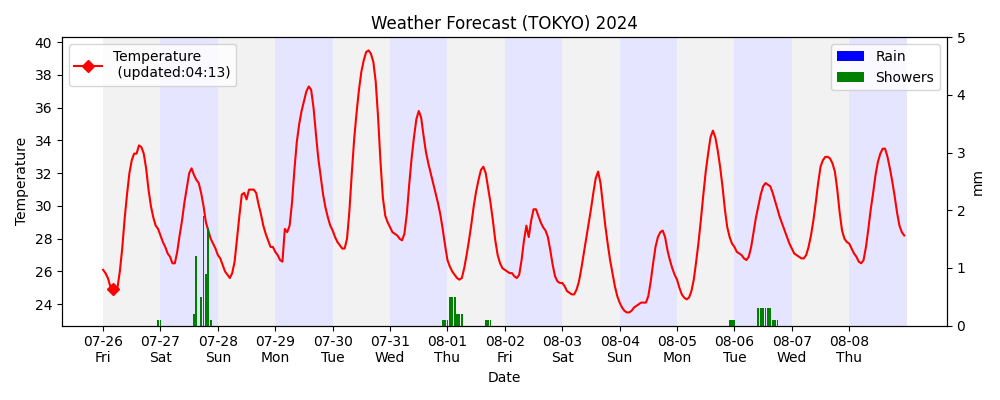 Weather Forecast (TOKYO) 2024
Temperature
(updated:04:13)
Rain
Showers
Temperature
40
38
36
34
32
30
28
26
24
5
4
3
2
1
0
mm
07-26 07-27 07-28 07-29 07-30 07-31 08-01 08-02 08-03 08-04 08-05 08-06 08-07 08-08
Fri Sat Sun Mon Tue Wed Thu Fri Sat Sun Mon Tue Wed Thu
Date